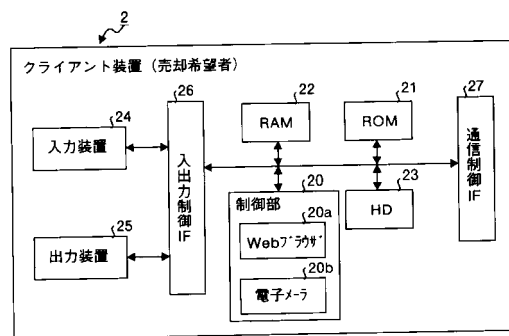 2
クライアント装置（売却希望者）
24
入力装置
25
出力装置
26
入出力制御IF
22
RAM
21
ROM
20
制御部
20a
Webﾌﾞﾗｳｻﾞ
20b
電子ﾒｰﾗ
23
HD
27
通信制御IF